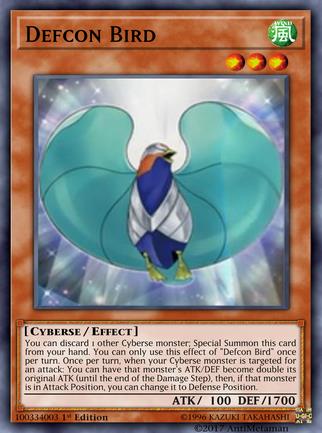 Defcon Bird
WIND
風
[CYBERSE / EFFECT]
You can discard 1 other Cyberse monster; Special Summon this
card from your hand. You can only use this effect of "Defcon Bird" once
per turn. Once per turn, when your Cyberse monster is targeted for
an attack: You can have that monster's ATK/DEF become double its
original ATK (until the end of the Damage Step), then, if that monster
is in Attack Position, you can change it to Defense Position.
ATK/ 100 DEF/1700
100334003 1st Edition
©1996 KAZUKI TAKAHASHI
©2017 AntiMetaman